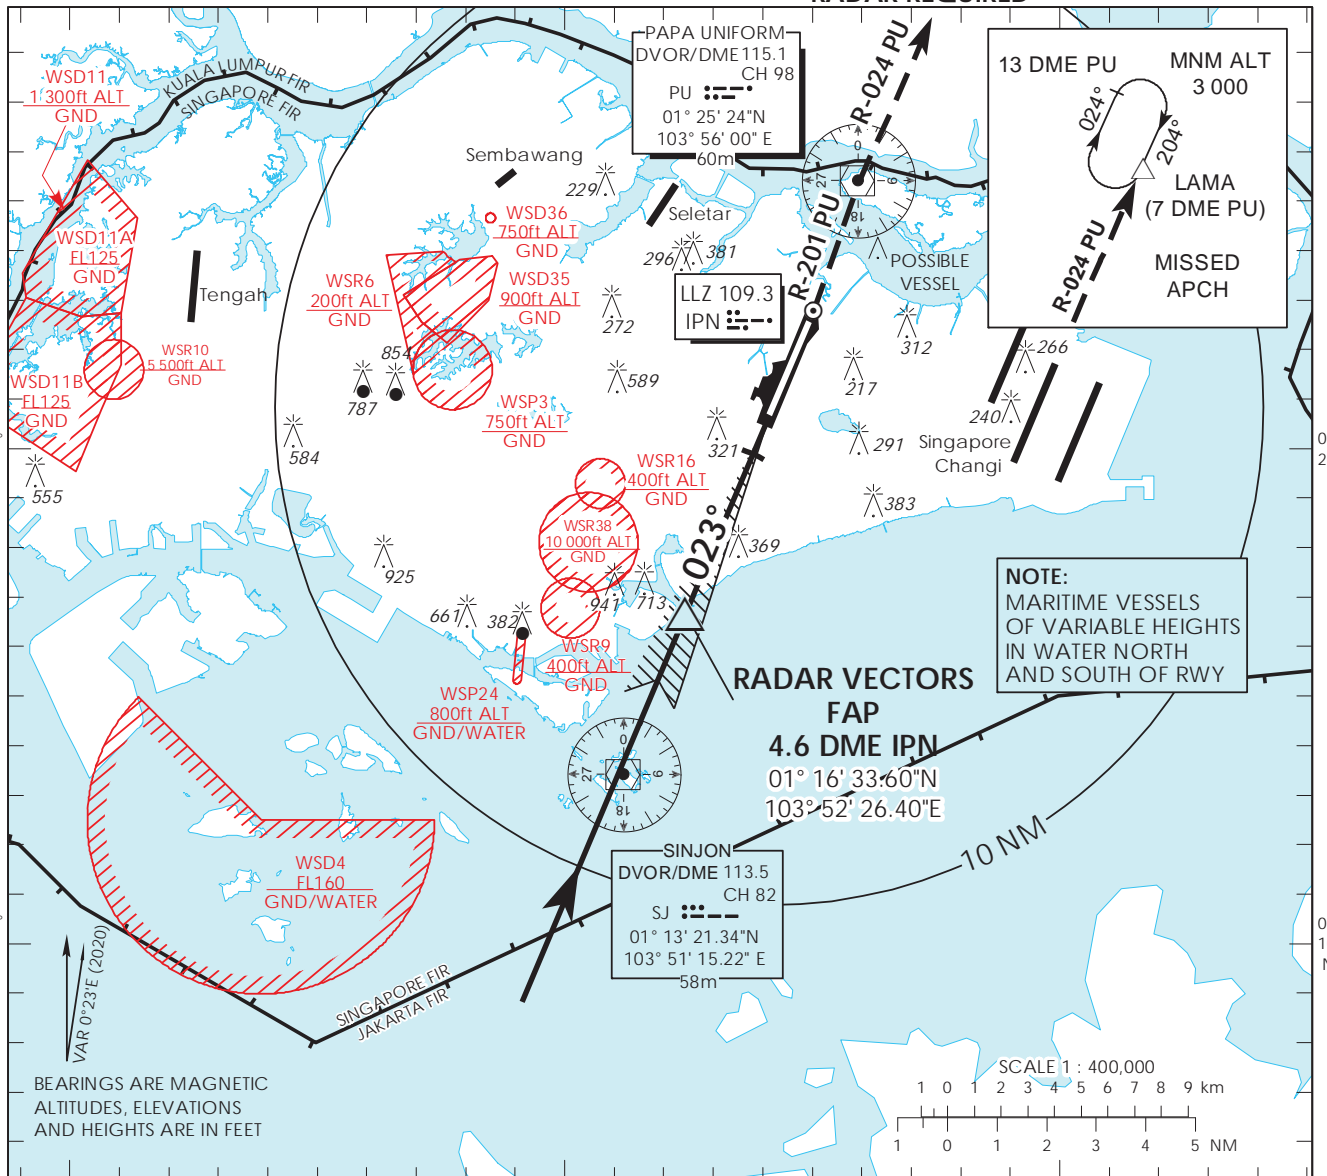 RADAR REQUIRED
PAPA UNIFORM
DVOR/DME 115.1
CH 98
PU
01° 25' 24"N
103° 56' 00" E
60m
R-024 PU
13 DME PU
MNM ALT
3 000
024°
204°
LAMA
(7 DME PU)
R-024 PU
MISSED
APCH
WSD11
1 300ft ALT
GND
KUALA LUMPUR FIR
SINGAPORE FIR
Sembawang
229
WSD36
750ft ALT
GND
Seletar
296
381
0
9
18
27
R-201 PU
POSSIBLE
VESSEL
WSD11A
FL125
GND
Tengah
WSR6
200ft ALT
GND
WSD35
900ft ALT
GND
LLZ 109.3
IPN
272
312
WSR10
5 500ft ALT
GND
WSD11B
FL125
GND
854
787
589
217
266
240
WSP3
750ft ALT
GND
584
555
321
291
Singapore
Changi
WSR16
400ft ALT
GND
383
WSR38
10 000ft ALT
GND
023°
369
925
941
713
661
382
WSR9
400ft ALT
GND
NOTE:
MARITIME VESSELS
OF VARIABLE HEIGHTS
IN WATER NORTH
AND SOUTH OF RWY
WSP24
800ft ALT
GND/WATER
RADAR VECTORS
FAP
4.6 DME IPN
01° 16' 33.60"N
103° 52' 26.40"E
0
9
18
27
10 NM
SINJON
DVOR/DME 113.5
CH 82
SJ
01° 13' 21.34"N
103° 51' 15.22" E
58m
WSD4
FL160
GND/WATER
SINGAPORE FIR
JAKARTA FIR
VAR 0°23'E (2020)
BEARINGS ARE MAGNETIC
ALTITUDES, ELEVATIONS
AND HEIGHTS ARE IN FEET
SCALE 1 : 400,000
1 0 1 2 3 4 5 6 7 8 9 km
1 0 1 2 3 4 5 NM